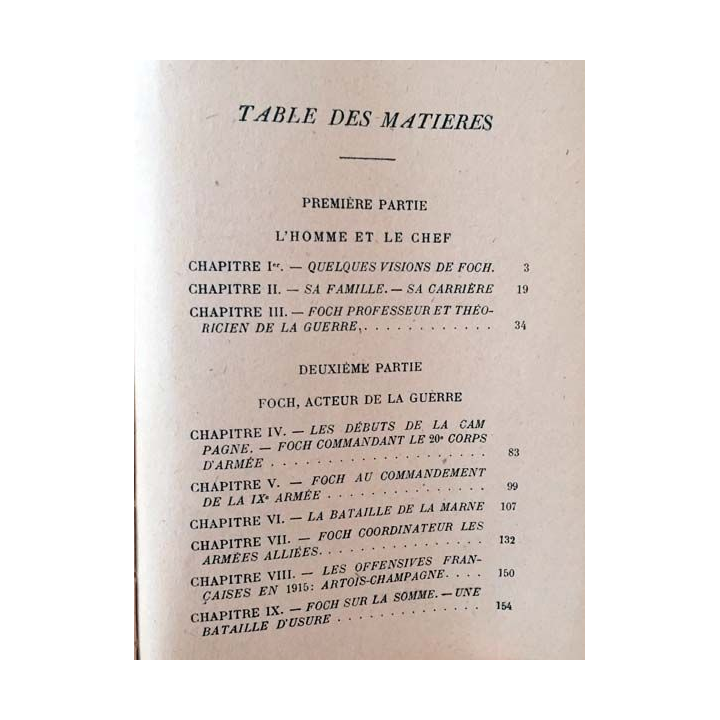 TABLE DES MATIERES
PREMIÈRE PARTIE
L'HOMME ET LE CHEF
CHAPITRE Ier. — QUELQUES VISIONS DE FOCH. 3
CHAPITRE II. — SA FAMILLE. — SA CARRIÈRE 19
CHAPITRE III. — FOCH PROFESSEUR ET THÉO-
RICIEN DE LA GUERRE, . . . . . . . . . . . . 34
DEUXIÉME PARTIE
FOCH, ACTEUR DE LA GUERRE
CHAPITRE IV. — LES DÉBUTS DE LA CAM
PAGNE. — FOCH COMMANDANT LE 20e CORPS
D'ARMÉE . . . . . . . . . . . . . . . . . . 83
CHAPITRE V. — FOCH AU COMMANDEMENT
DE LA IXe ARMÉE . . . . . . . . . . . . . 99
CHAPITRE VI. — LA BATAILLE DE LA MARNE 107
CHAPITRE VII. — FOCH COORDINATEUR LES
ARMÉES ALLIÉES. . . . . . . . . . . . . . 132
CHAPITRE VIII. — LES OFFENSIVES FRAN-
ÇAISES EN 1915: ARTOIS-CHAMPAGNE. . . . 150
CHAPITRE IX. — FOCH SUR LA SOMME. — UNE
BATAILLE D'USURE . . . . . . . . . . . . 154